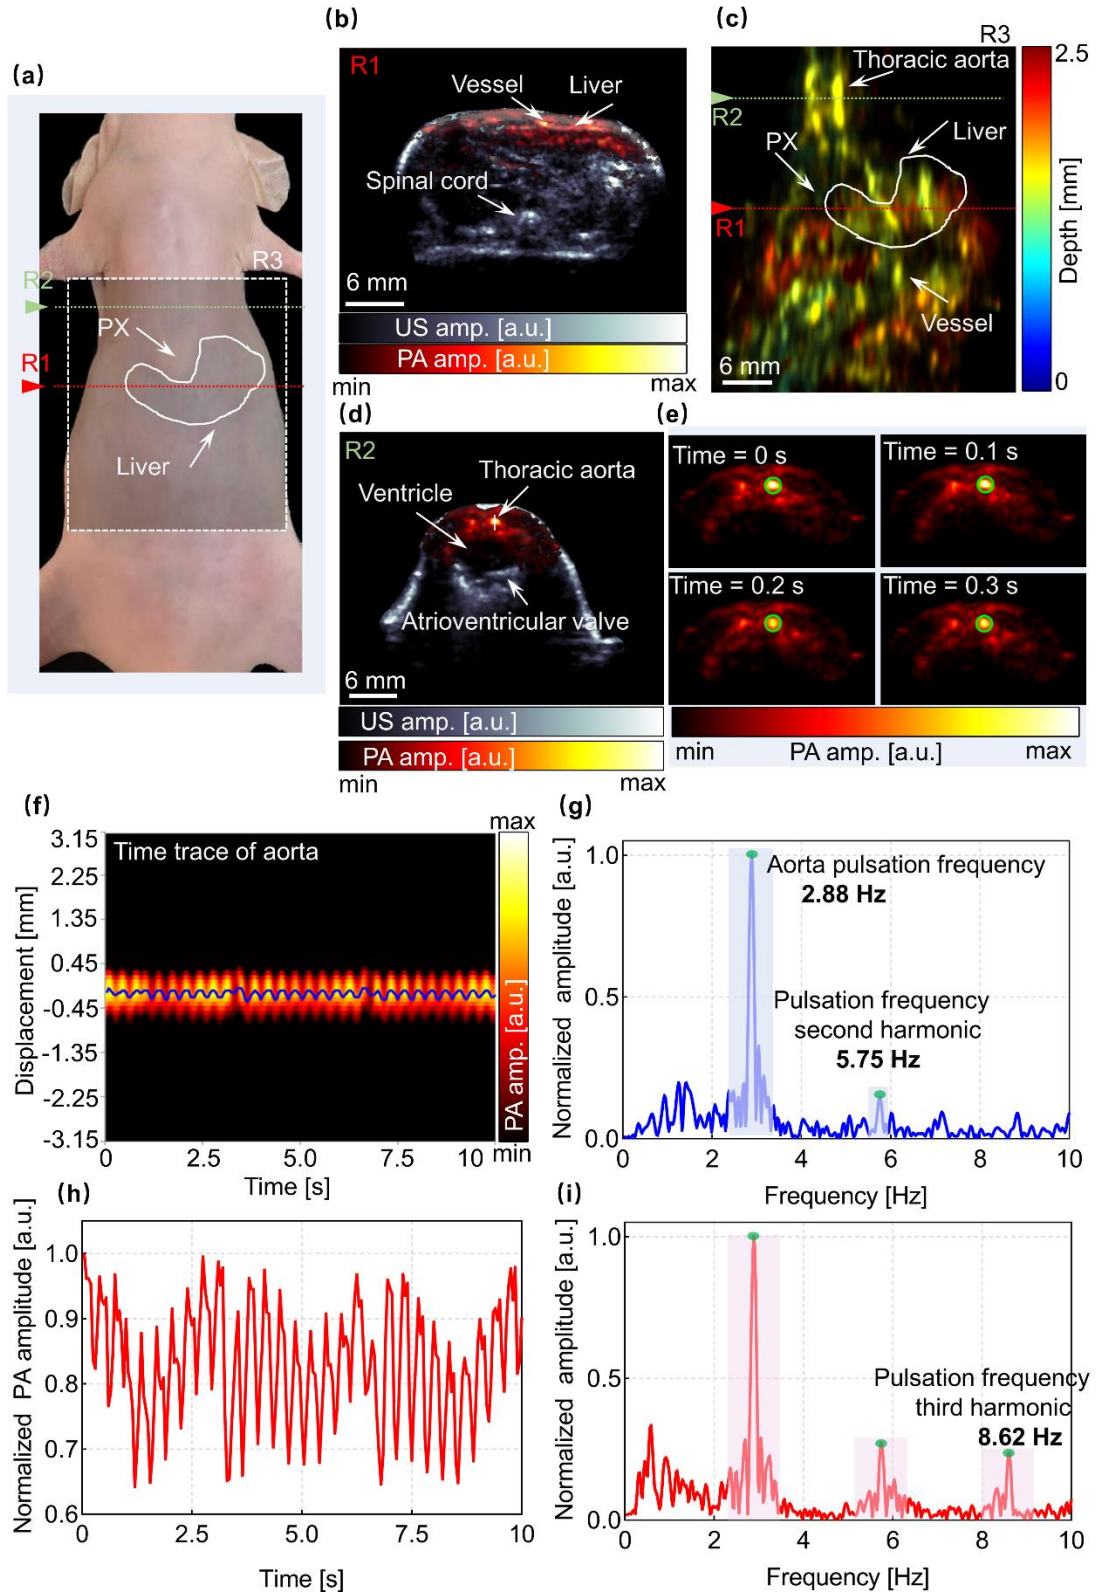 (a)
R3
R2
PX
R1
Liver
(b)
R1
Vessel
Liver
Spinal cord
6 mm
US amp. [a.u.]
PA amp. [a.u.]
min
max
(c)
R3
Thoracic aorta
R2
Liver
PX
R1
Vessel
6 mm
2.5
Depth [mm]
0
(d)
R2
Thoracic aorta
Ventricle
Atrioventricular valve
6 mm
US amp. [a.u.]
PA amp. [a.u.]
min
max
(e)
Time = 0 s
Time = 0.1 s
Time = 0.2 s
Time = 0.3 s
min
PA amp. [a.u.]
max
(f)
Time trace of aorta
Displacement [mm]
3.15
2.25
1.35
0.45
-0.45
-1.35
-2.25
-3.15
0
2.5
5.0
7.5
10
Time [s]
max
PA amp. [a.u.]
min
(g)
Normalized amplitude [a.u.]
1.0
0.5
0.0
Aorta pulsation frequency
2.88 Hz
Pulsation frequency
second harmonic
5.75 Hz
0
2
4
6
8
10
Frequency [Hz]
(h)
Normalized PA amplitude [a.u.]
1.0
0.9
0.8
0.7
0.6
0
2.5
5.0
7.5
10
Time [s]
(i)
Normalized amplitude [a.u.]
1.0
0.5
0.0
Pulsation frequency
third harmonic
8.62 Hz
0
2
4
6
8
10
Frequency [Hz]